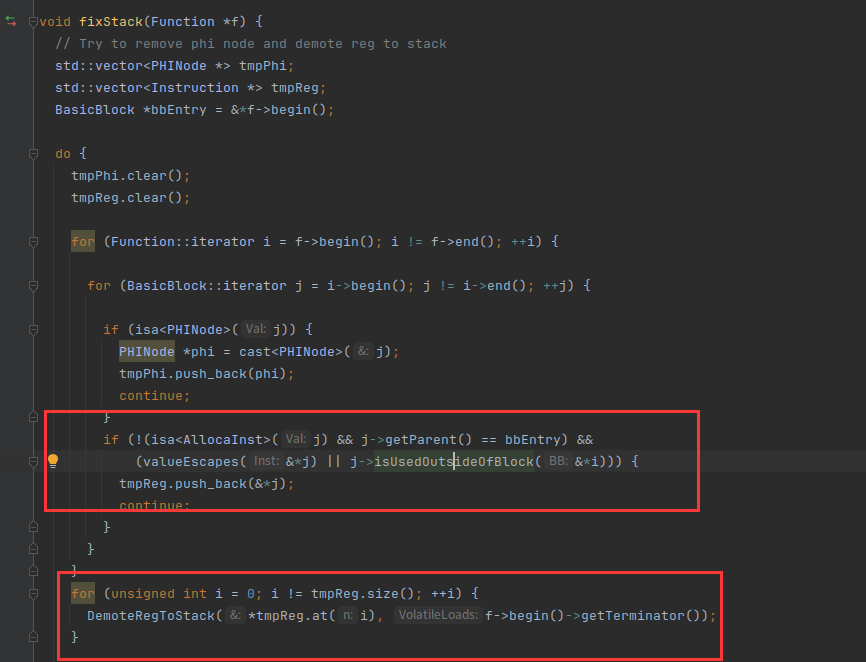 void fixStack(Function *f) {
// Try to remove phi node and demote reg to stack
std::vector<PHINode *> tmpPhi;
std::vector<Instruction *> tmpReg;
BasicBlock *bbEntry = &*f->begin();
do {
tmpPhi.clear();
tmpReg.clear();
for (Function::iterator i = f->begin(); i != f->end(); ++i) {
for (BasicBlock::iterator j = i->begin(); j != i->end(); ++j) {
if (isa<PHINode>( Val: j)) {
PHINode *phi = cast<PHINode>( &: j);
tmpPhi.push_back(phi);
continue;
}
if (!(isa<AllocaInst>( Val: j) && j->getParent() == bbEntry) &&
(valueEscapes( Inst: &*j) || j->isUsedOutsideOfBlock( BB: &*i))) {
tmpReg.push_back(&*j);
continue;
}
}
}
for (unsigned int i = 0; i != tmpReg.size(); ++i) {
DemoteRegToStack( &: *tmpReg.at( n: i), VolatileLoads: f->begin()->getTerminator());
}